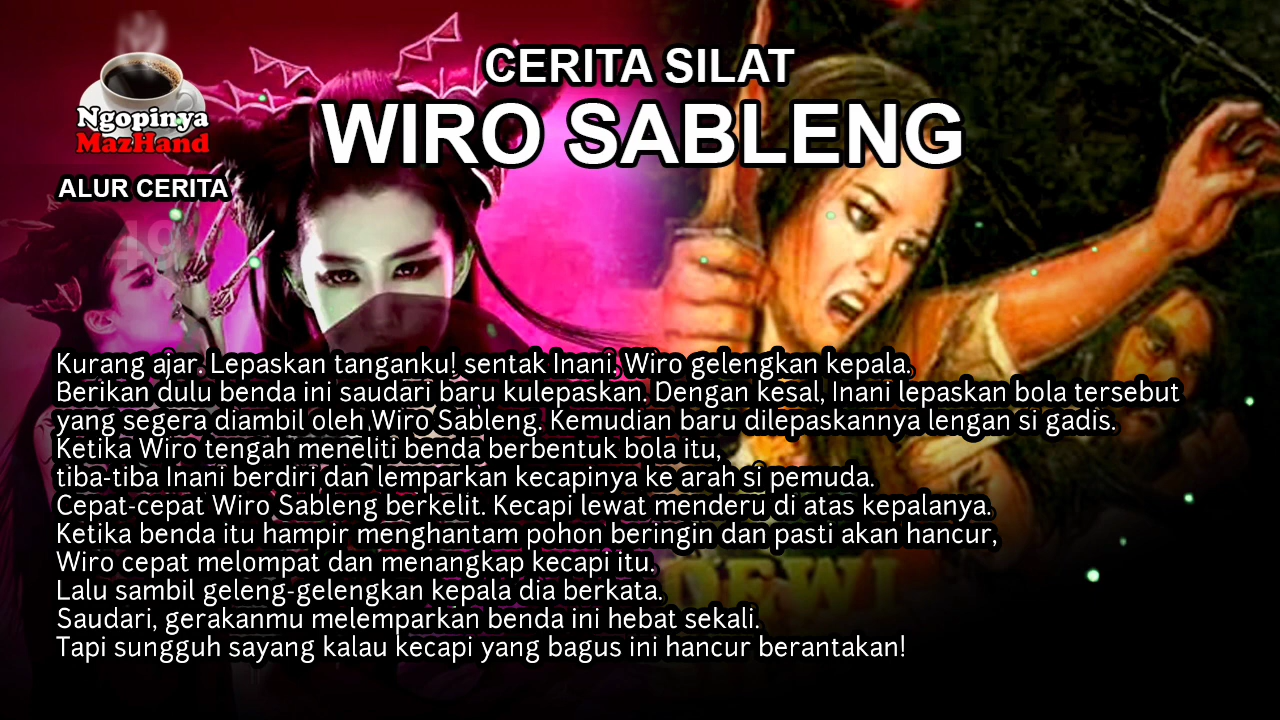 CERITA SILAT
WIRO SABLENG
Ngopinya
MazHand
ALUR CERITA
Kurang ajar. Lepaskan tanganku! sentak Inani. Wiro gelengkan kepala.
Berikan dulu benda ini saudari baru kulepaskan. Dengan kesal, Inani lepaskan bola tersebut
yang segera diambil oleh Wiro Sableng. Kemudian baru dilepaskannya lengan si gadis.
Ketika Wiro tengah meneliti benda berbentuk bola itu,
tiba-tiba Inani berdiri dan lemparkan kecapinya ke arah si pemuda.
Cepat-cepat Wiro Sableng berkelit. Kecapi lewat menderu di atas kepalanya.
Ketika benda itu hampir menghantam pohon beringin dan pasti akan hancur,
Wiro cepat melompat dan menangkap kecapi itu.
Lalu sambil geleng-gelengkan kepala dia berkata.
Saudari, gerakanmu melemparkan benda ini hebat sekali.
Tapi sungguh sayang kalau kecapi yang bagus ini hancur berantakan!
DEWI